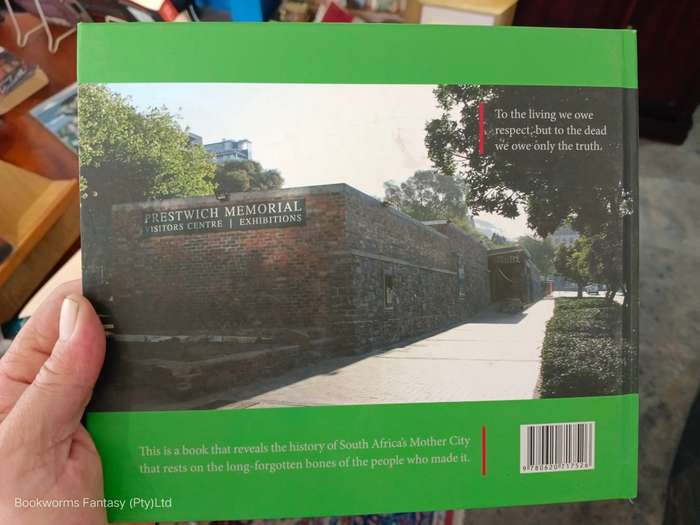 To the living we owe
respect, but to the dead
we owe only the truth.
PRESTWICH MEMORIAL
VISITORS CENTRE | EXHIBITIONS
This is a book that reveals the history of South Africa's Mother City
that rests on the long-forgotten bones of the people who made it.
9780620717526
Bookworms Fantasy (Pty)Ltd